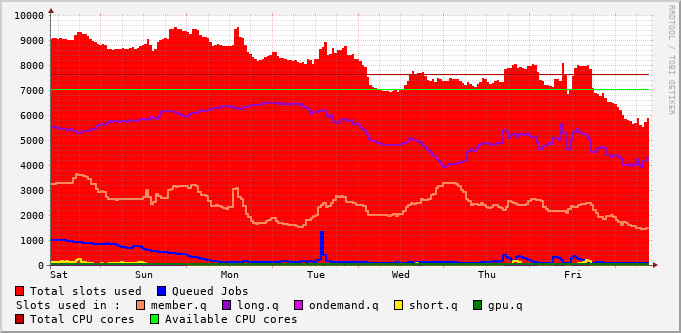 RRDTOOL / TOBI OETIKER
10000
9000
8000
7000
6000
5000
4000
3000
2000
1000
0
Sat Sun Mon Tue Wed Thu Fri
Total slots used Queued Jobs
Slots used in : member.q long.q ondemand.q short.q gpu.q
Total CPU cores Available CPU cores